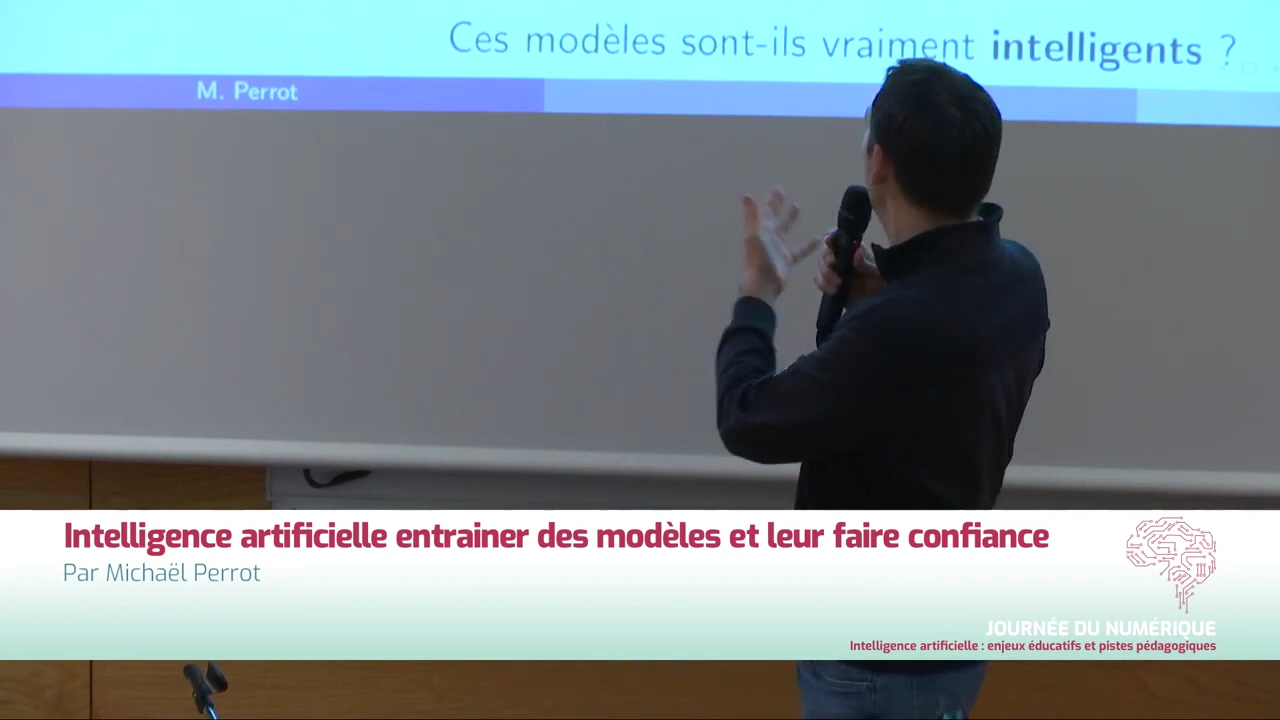 Ces modèles sont-ils vraiment intelligents ?
M. Perrot
Intelligence artificielle entrainer des modèles et leur faire confiance
Par Michaël Perrot
JOURNÉE DU NUMÉRIQUE
Intelligence artificielle : enjeux éducatifs et pistes pédagogiques